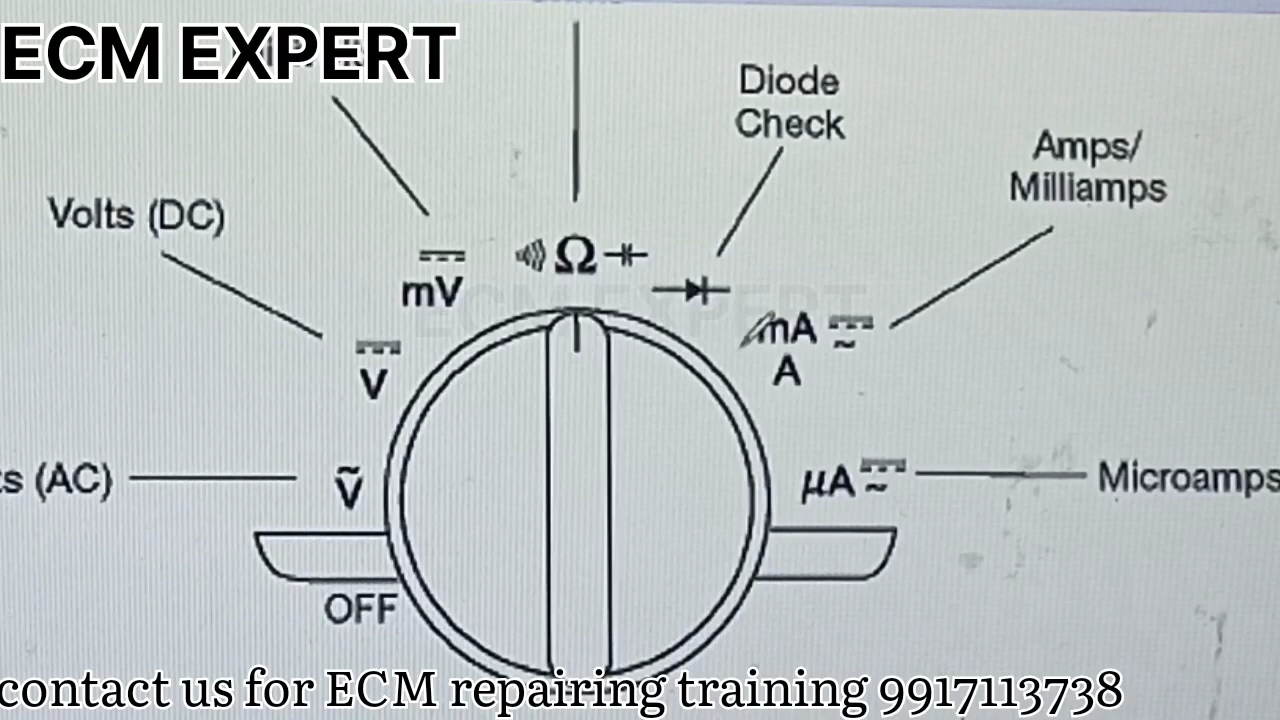 ECM EXPERT
Diode
Check
Amps/
Milliamps
Volts (DC)
mV
Ω
mA
A
V
(AC)
V
µA
Microamps
OFF
contact us for ECM repairing training 9917113738